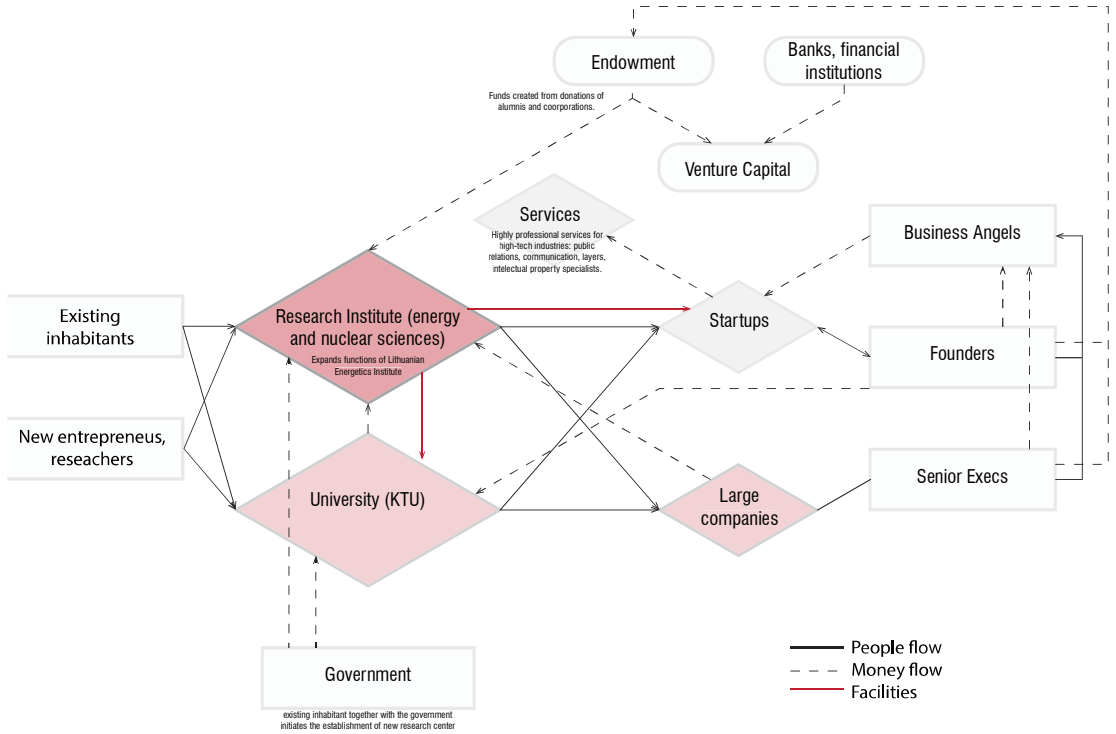 Endowment
Banks, financial
institutions
Funds created from donations of
alumnis and coorporations.
Venture Capital
Services
Highly professional services for
high-tech industries: public
relations, communication, layers,
intelectual property specialists.
Business Angels
Existing
inhabitants
Research Institute (energy
and nuclear sciences)
Expands functions of Lithuanian
Energetics Institute
Startups
Founders
New entrepreneus,
reseachers
University (KTU)
Large
companies
Senior Execs
Government
existing inhabitant together with the government
initiates the establishment of new research center
People flow
Money flow
Facilities